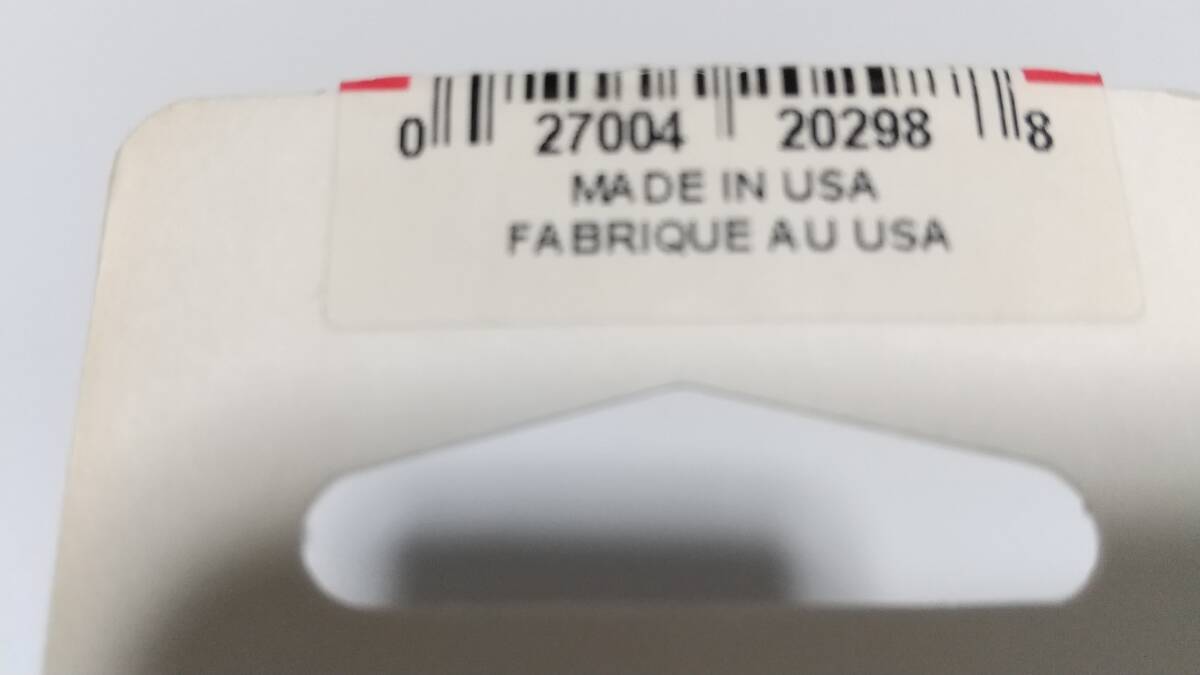 0 27004 20298 8
MADE IN USA
FABRIQUE AU USA